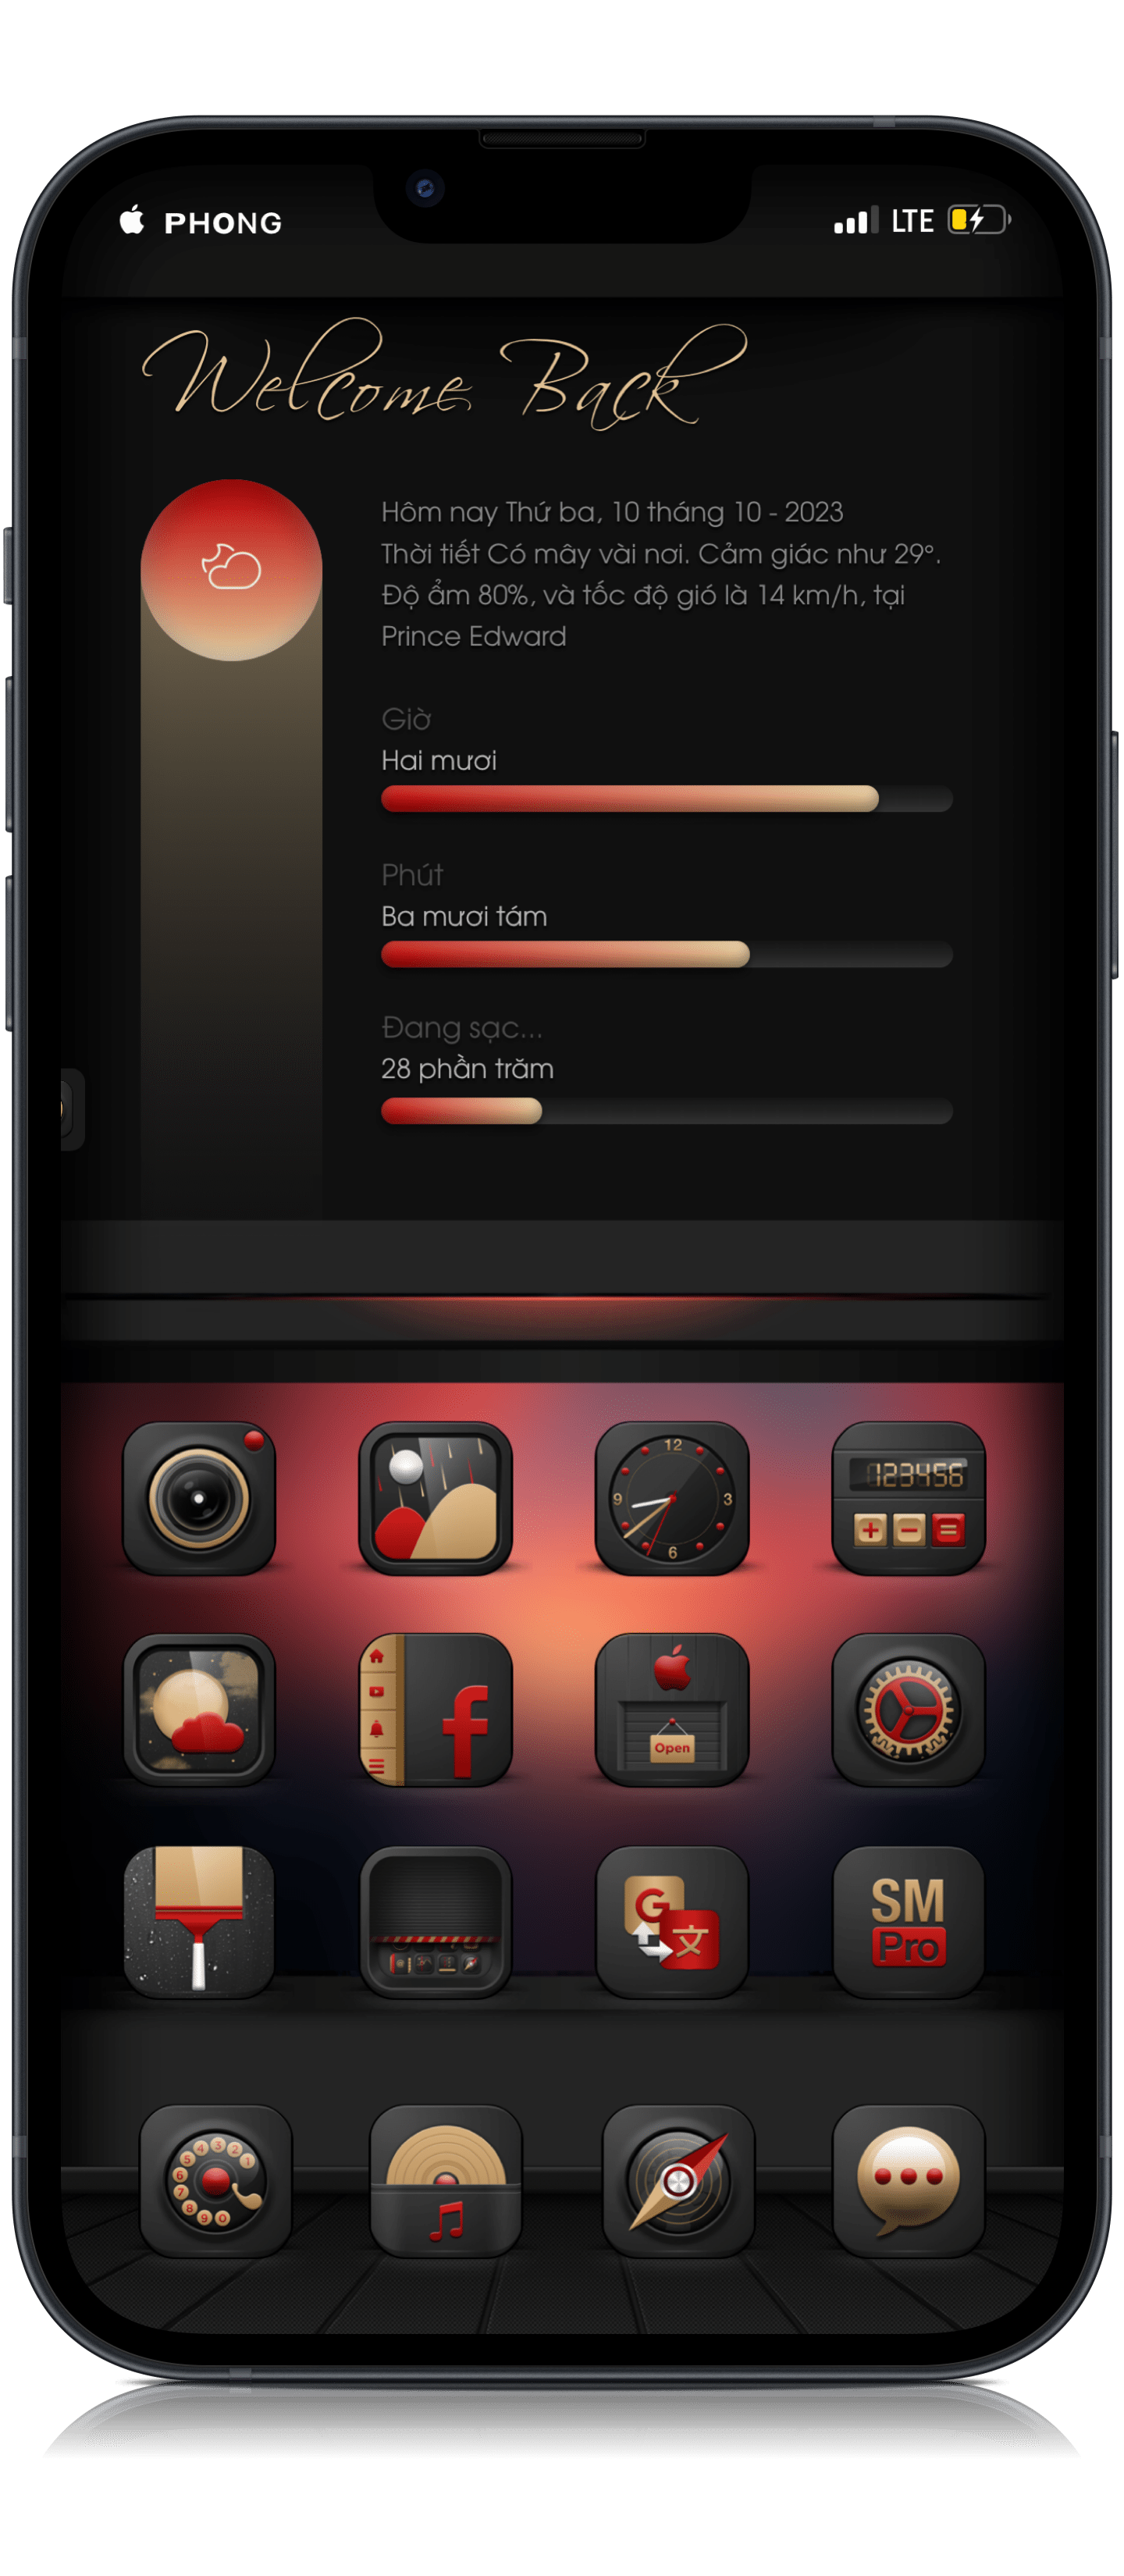 PHONG
LTE
Welcome Back
Hôm nay Thứ ba, 10 tháng 10 - 2023
Thời tiết Có mây vài nơi. Cảm giác như 29°.
Độ ẩm 80%, và tốc độ gió là 14 km/h, tại
Prince Edward
Giờ
Hai mươi
Phút
Ba mươi tám
Đang sạc...
28 phần trăm
12
9 3
6
123456
+ − =
f
Open
G 文
SM
Pro
1 2 3 4 5 6 7 8 9 0